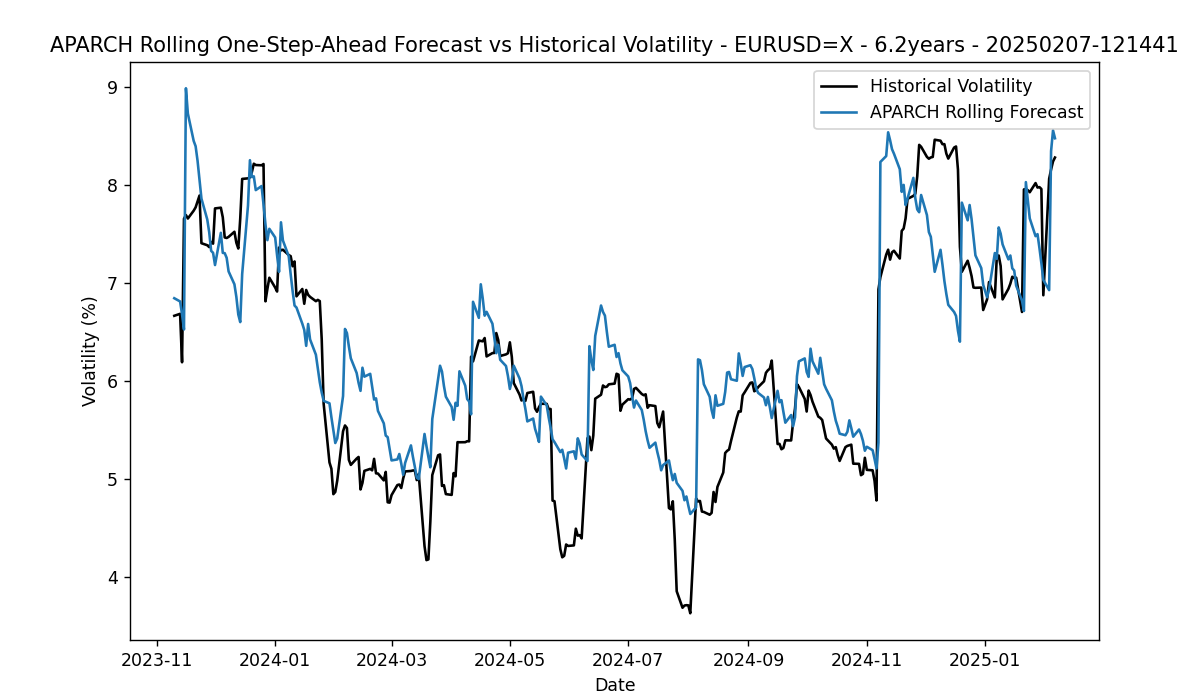 APARCH Rolling One-Step-Ahead Forecast vs Historical Volatility - EURUSD=X - 6.2years - 20250207-121441
Historical Volatility
APARCH Rolling Forecast
Volatility (%)
9
8
7
6
5
4
2023-11 2024-01 2024-03 2024-05 2024-07 2024-09 2024-11 2025-01
Date